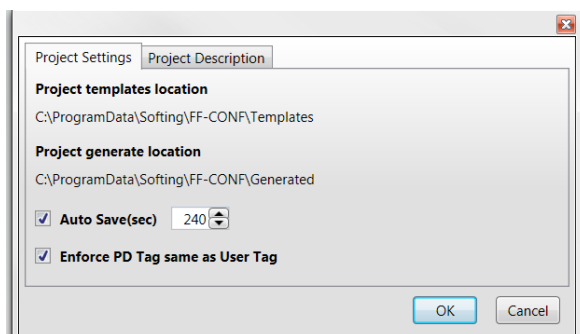 Project Settings Project Description
Project templates location
C:\ProgramData\Softing\FF-CONF\Templates
Project generate location
C:\ProgramData\Softing\FF-CONF\Generated
Auto Save(sec) 240
Enforce PD Tag same as User Tag
OK Cancel